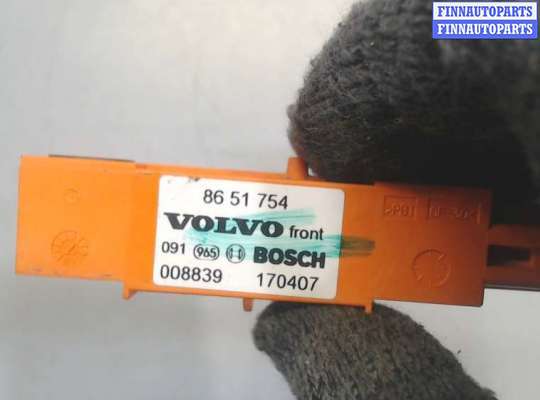 FINNAUTOPARTS
FINNAUTOPARTS
86 51 754
VOLVO front
091 965 BOSCH
008839 170407